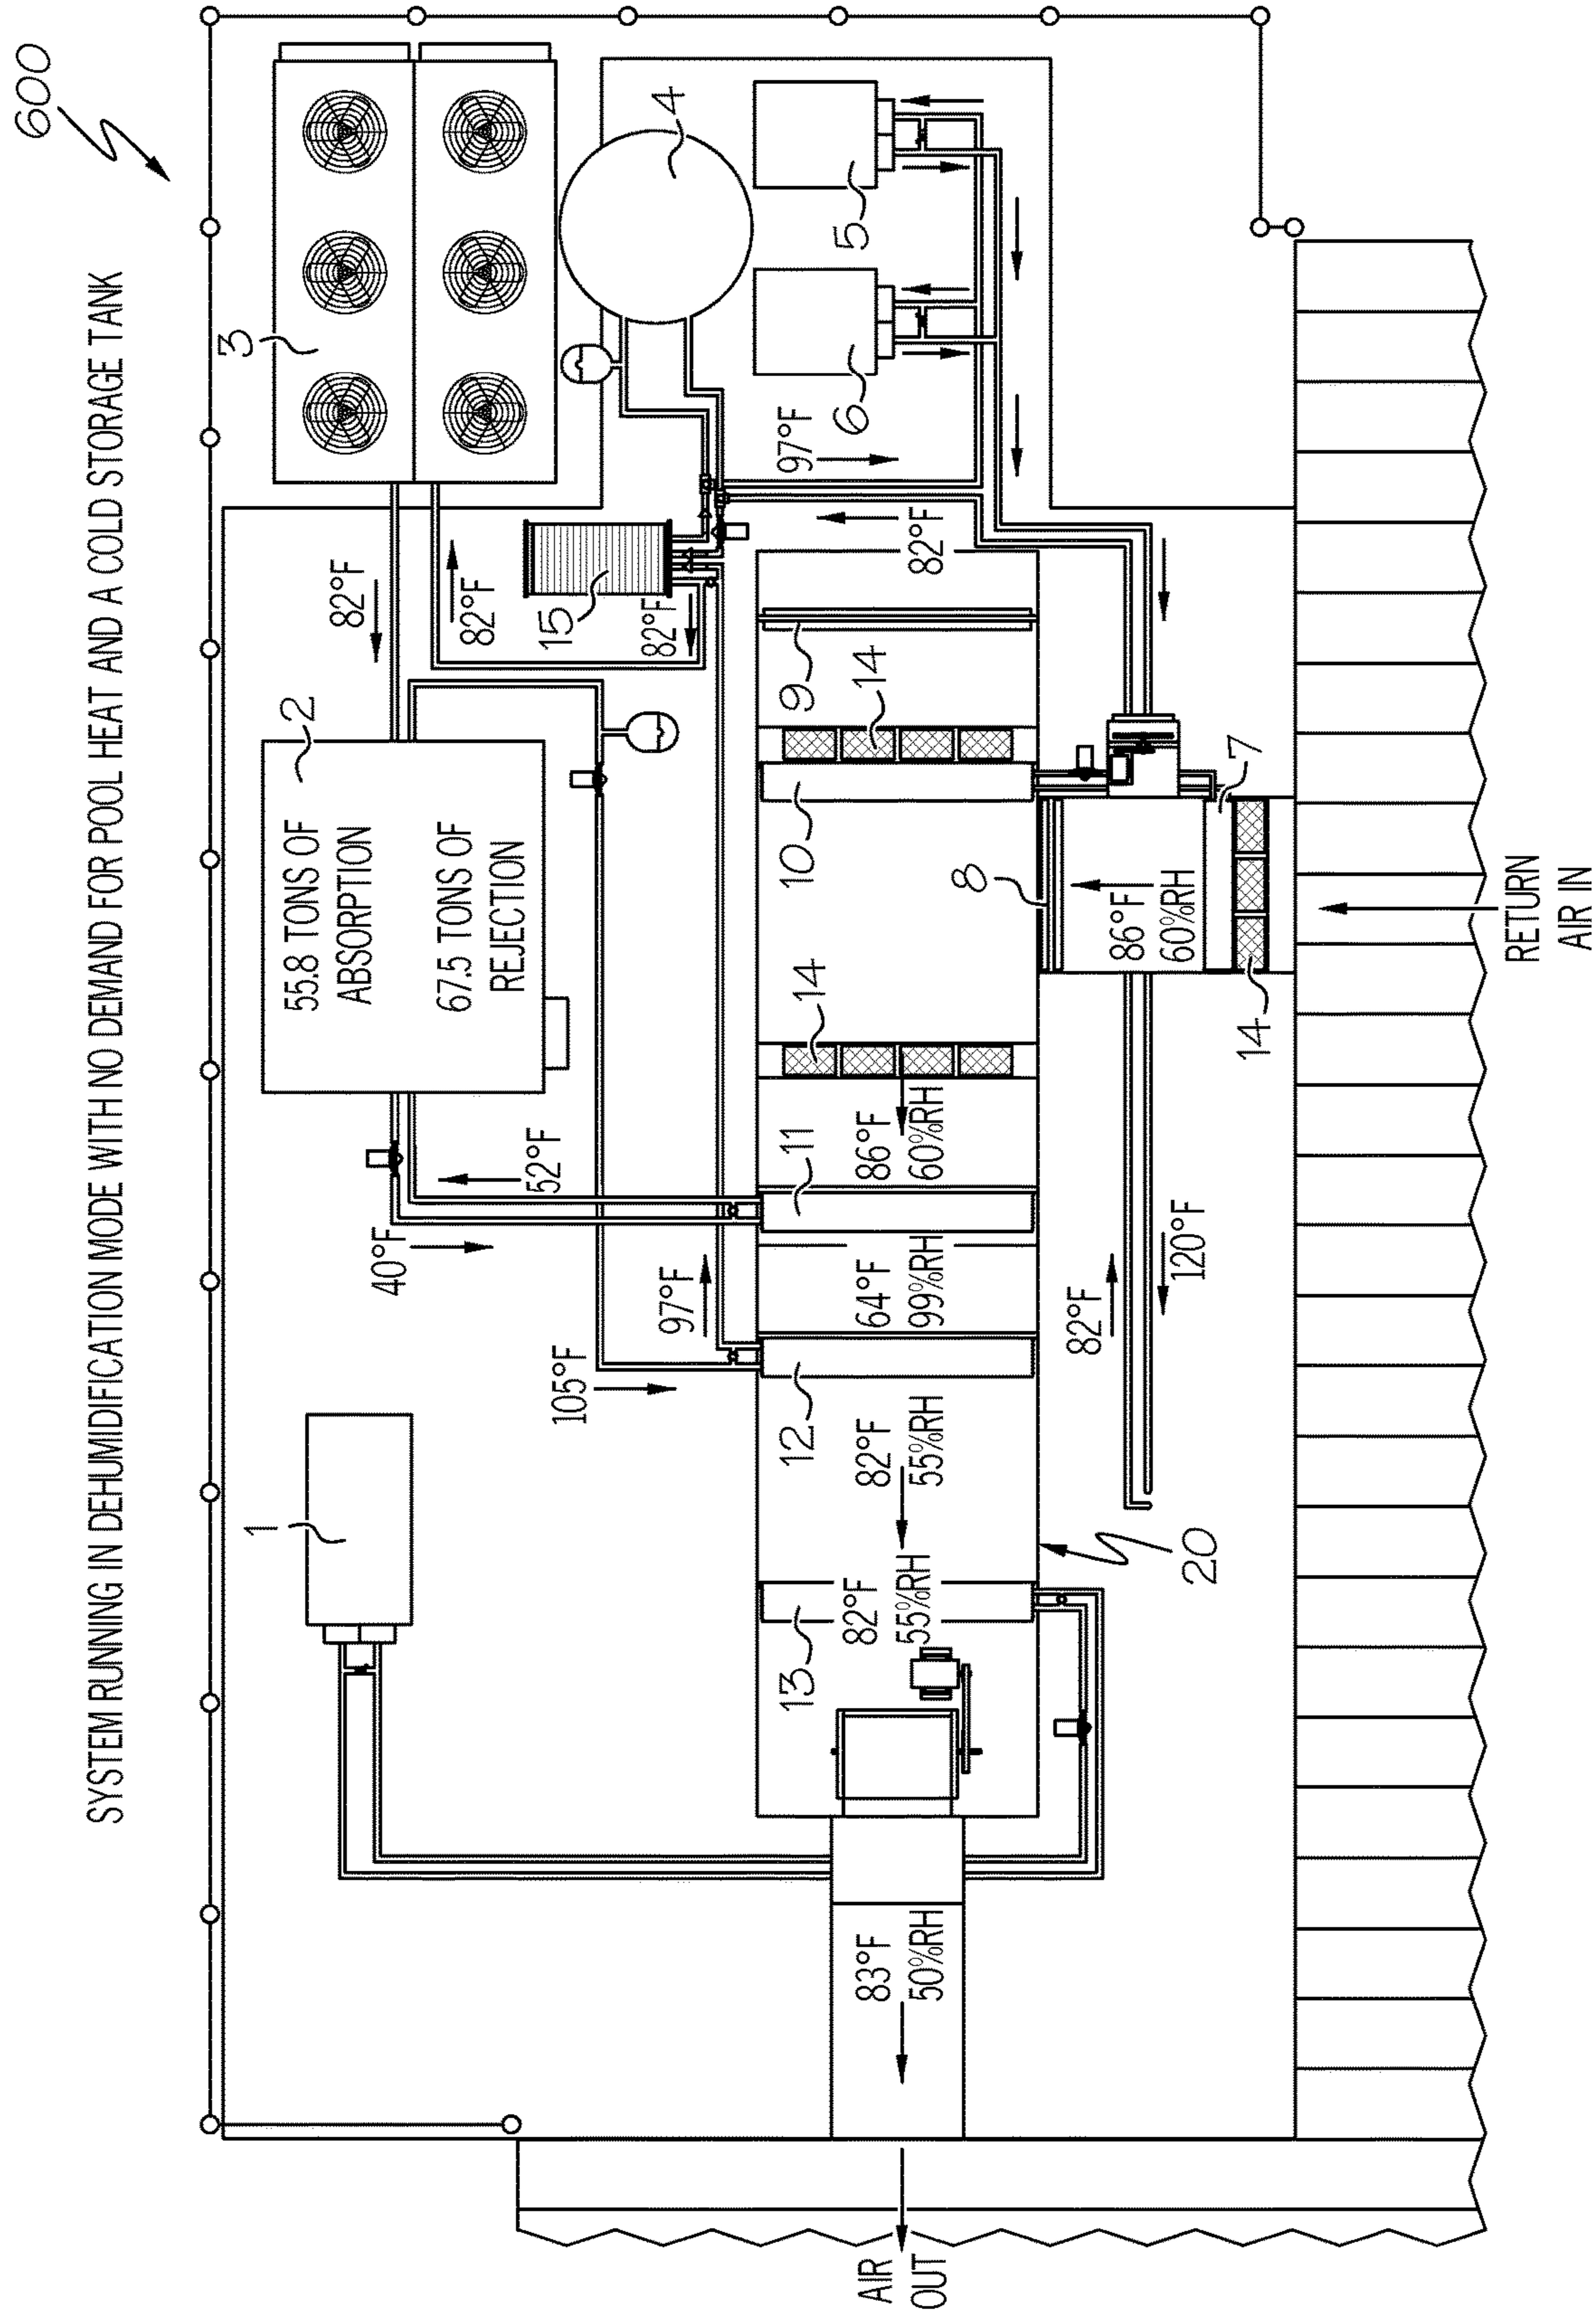 600
SYSTEM RUNNING IN DEHUMIDIFICATION MODE WITH NO DEMAND FOR POOL HEAT AND A COLD STORAGE TANK
1
2
55.8 TONS OF
ABSORPTION
67.5 TONS OF
REJECTION
3
82°F
82°F
15
82°F
4
40°F
52°F
105°F
97°F
97°F
82°F
6
5
13
12
11
14
10
14
9
83°F
50%RH
82°F
55%RH
82°F
55%RH
64°F
99%RH
86°F
60%RH
8
20
82°F
120°F
86°F
60%RH
7
14
AIR
OUT
RETURN
AIR IN